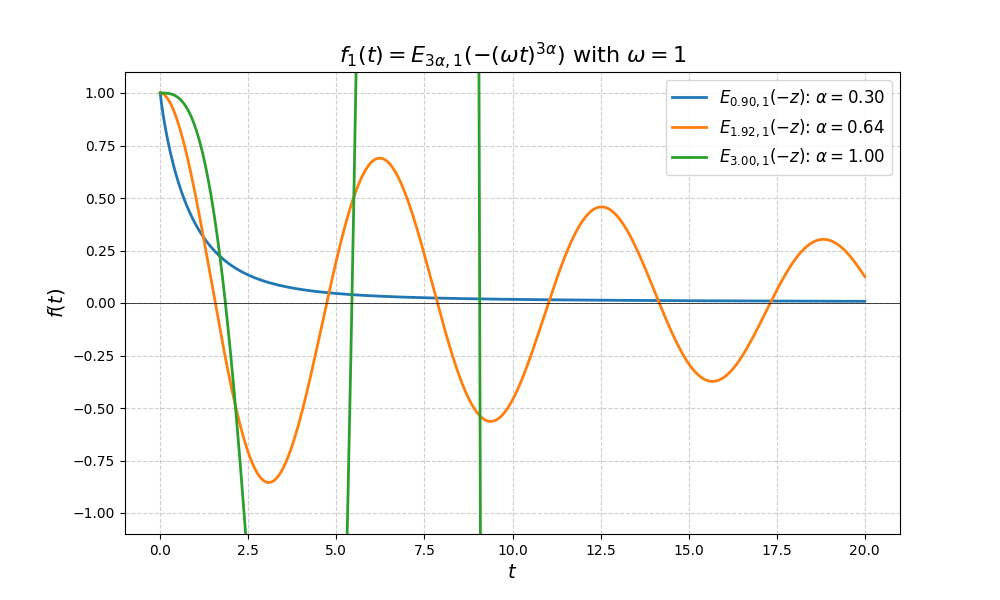 f₁(t) = E₃α,₁(−(ωt)³ᵅ) with ω = 1
E₀.₉₀,₁(−z): α = 0.30
E₁.₉₂,₁(−z): α = 0.64
E₃.₀₀,₁(−z): α = 1.00
1.00
0.75
0.50
0.25
0.00
−0.25
−0.50
−0.75
−1.00
f(t)
0.0 2.5 5.0 7.5 10.0 12.5 15.0 17.5 20.0
t